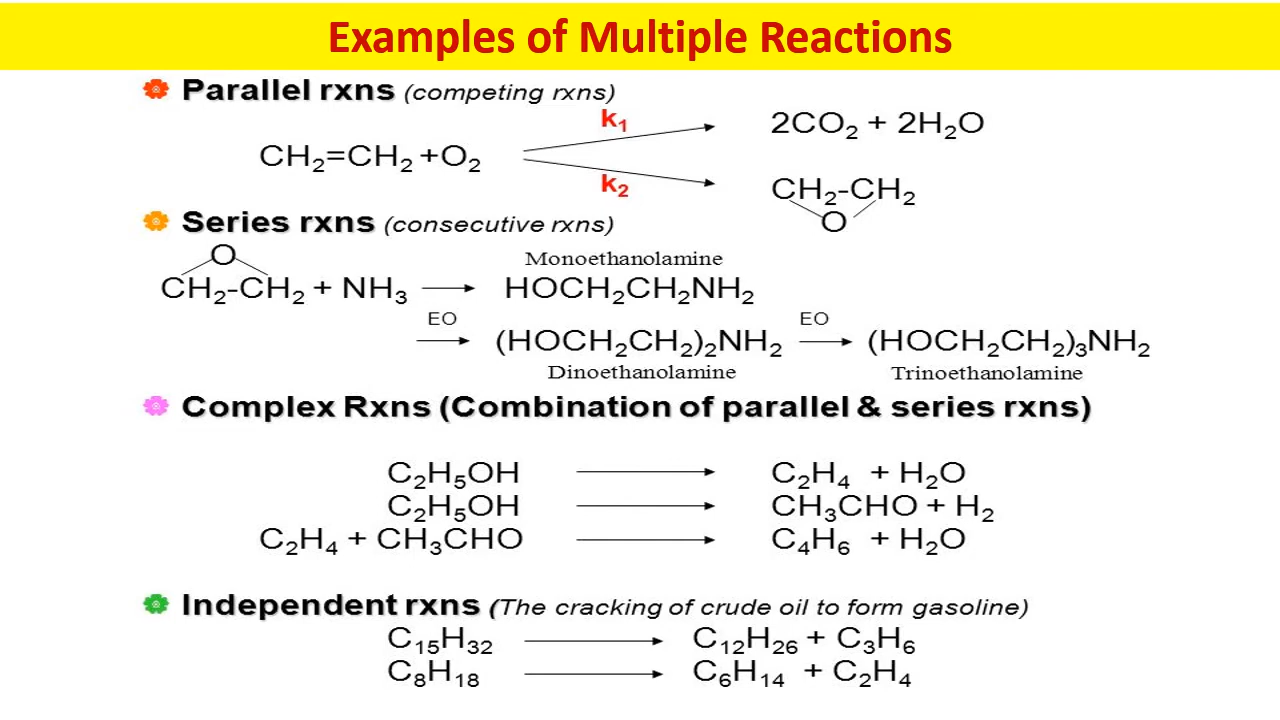 Examples of Multiple Reactions
Parallel rxns (competing rxns)
k₁
2CO₂ + 2H₂O
CH₂=CH₂ +O₂
k₂
CH₂-CH₂
O
Series rxns (consecutive rxns)
O
Monoethanolamine
CH₂-CH₂ + NH₃ ⟶ HOCH₂CH₂NH₂
EO EO
⟶ (HOCH₂CH₂)₂NH₂ ⟶ (HOCH₂CH₂)₃NH₂
Dinoethanolamine Trinoethanolamine
Complex Rxns (Combination of parallel & series rxns)
C₂H₅OH ⟶ C₂H₄ + H₂O
C₂H₅OH ⟶ CH₃CHO + H₂
C₂H₄ + CH₃CHO ⟶ C₄H₆ + H₂O
Independent rxns (The cracking of crude oil to form gasoline)
C₁₅H₃₂ ⟶ C₁₂H₂₆ + C₃H₆
C₈H₁₈ ⟶ C₆H₁₄ + C₂H₄